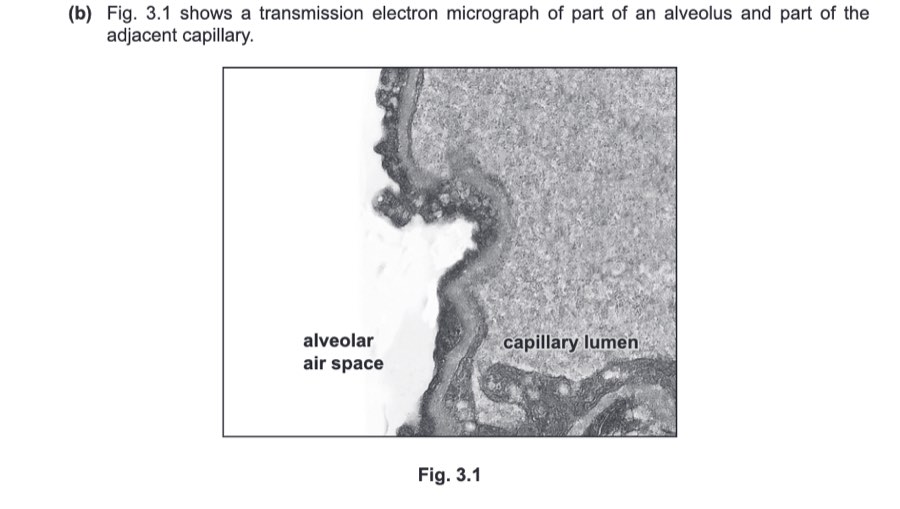 (b) Fig. 3.1 shows a transmission electron micrograph of part of an alveolus and part of the
adjacent capillary.
alveolar
air space
capillary lumen
Fig. 3.1